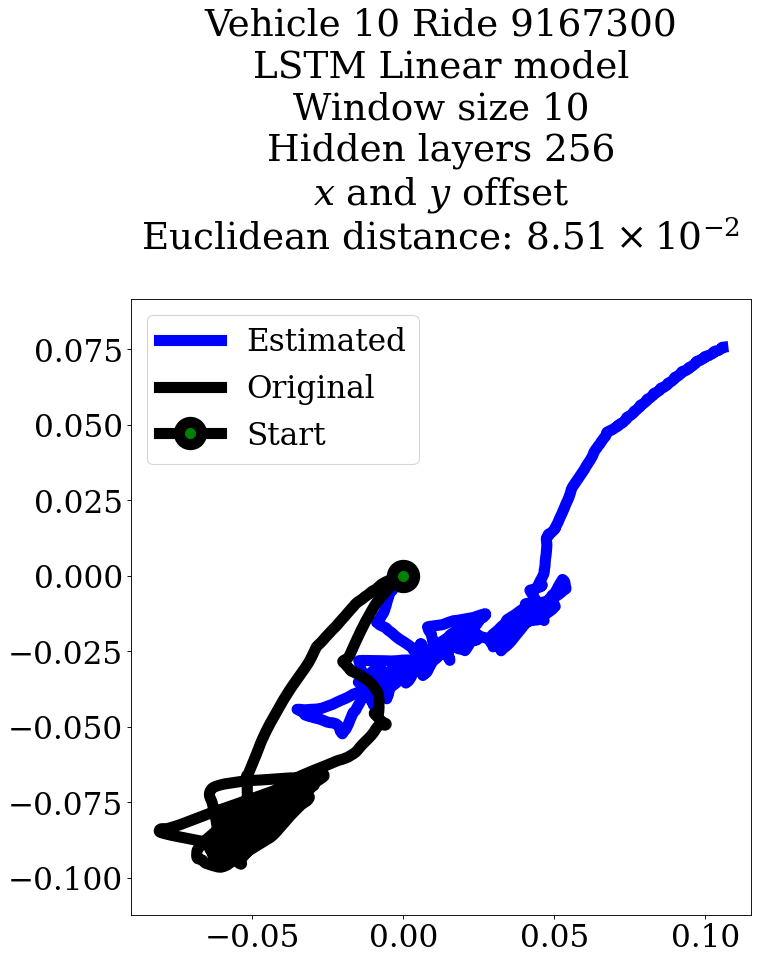 Vehicle 10 Ride 9167300
LSTM Linear model
Window size 10
Hidden layers 256
x and y offset
Euclidean distance: 8.51 × 10⁻²
Estimated
Original
Start
0.075
0.050
0.025
0.000
−0.025
−0.050
−0.075
−0.100
−0.05 0.00 0.05 0.10